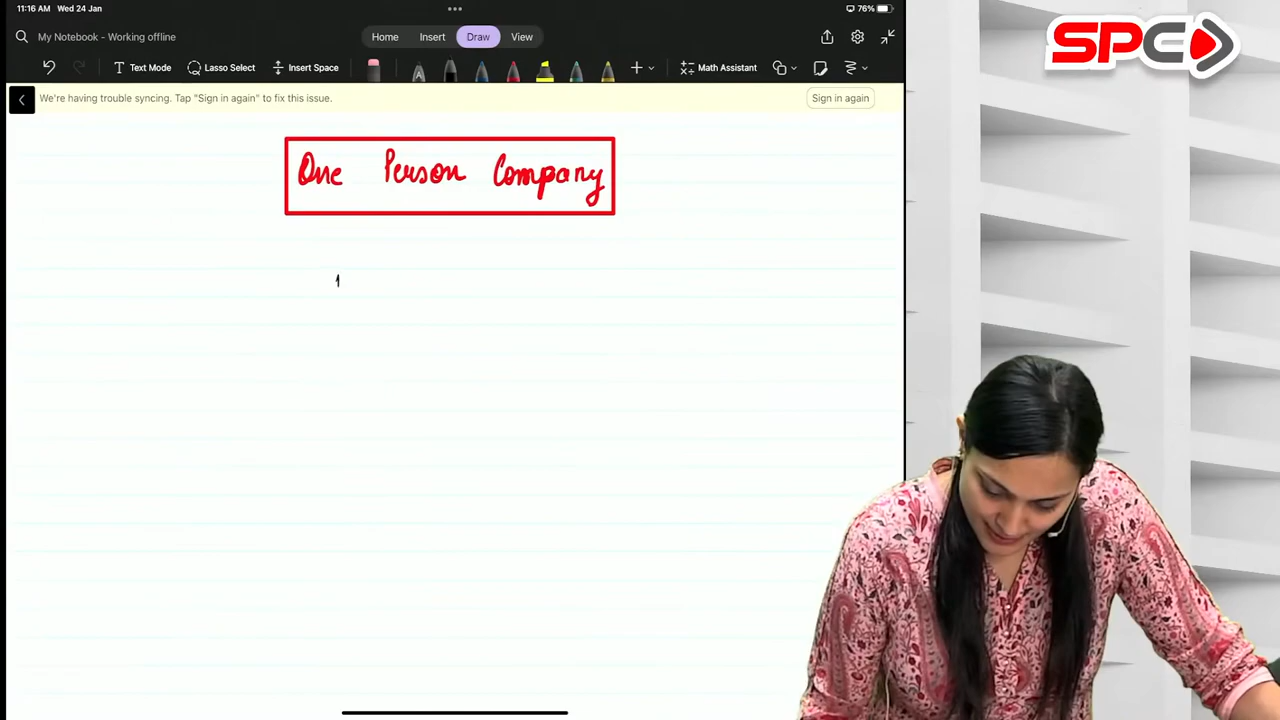 11:16 AM Wed 24 Jan
76%
My Notebook - Working offline
Home Insert Draw View
Text Mode Lasso Select Insert Space Math Assistant
We're having trouble syncing. Tap "Sign in again" to fix this issue.
Sign in again
One Person Company
SPC